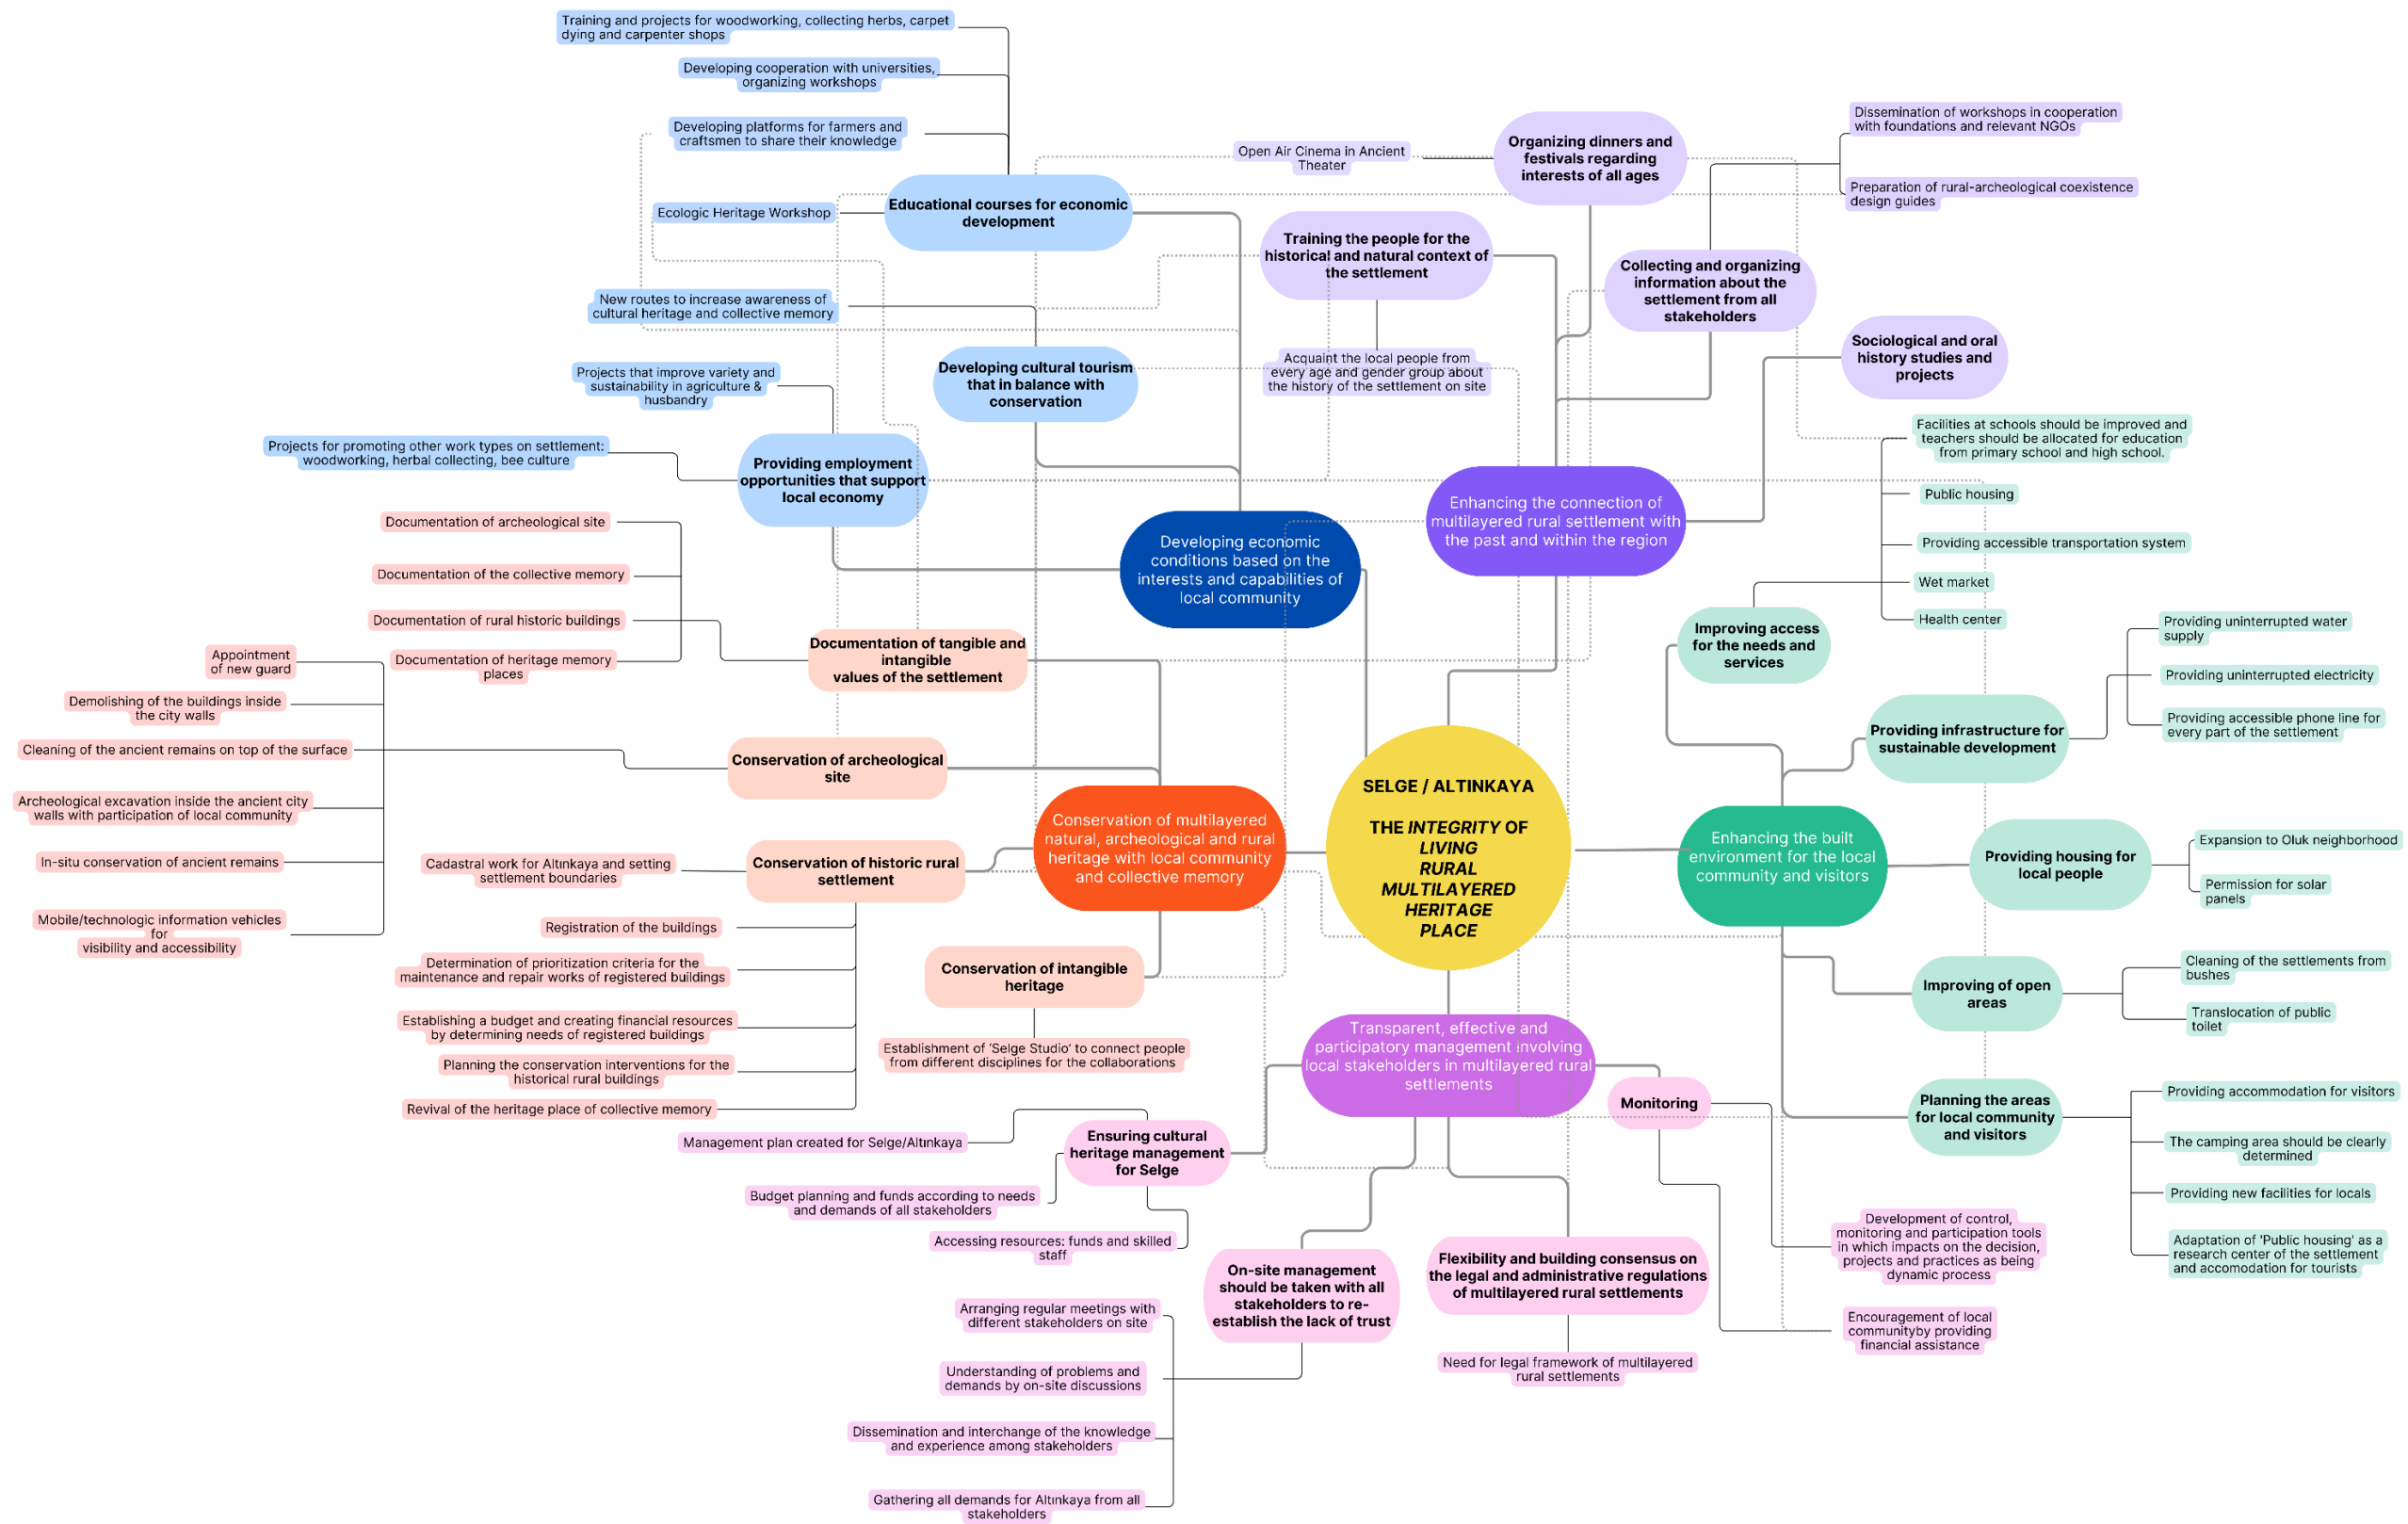 Training and projects for woodworking, collecting herbs, carpet
dying and carpenter shops
Developing cooperation with universities,
organizing workshops
Developing platforms for farmers and
craftsmen to share their knowledge
Ecologic Heritage Workshop
Educational courses for economic
development
New routes to increase awareness of
cultural heritage and collective memory
Developing cultural tourism
that in balance with
conservation
Projects that improve variety and
sustainability in agriculture &
husbandry
Projects for promoting other work types on settlement:
woodworking, herbal collecting, bee culture
Providing employment
opportunities that support
local economy
Developing economic
conditions based on the
interests and capabilities of
local community
Open Air Cinema in Ancient
Theater
Organizing dinners and
festivals regarding
interests of all ages
Training the people for the
historical and natural context of
the settlement
Acquaint the local people from
every age and gender group about
the history of the settlement on site
Dissemination of workshops in cooperation
with foundations and relevant NGOs
Preparation of rural-archeological coexistence
design guides
Collecting and organizing
information about the
settlement from all
stakeholders
Sociological and oral
history studies and
projects
Enhancing the connection of
multilayered rural settlement with
the past and within the region
Facilities at schools should be improved and
teachers should be allocated for education
from primary school and high school.
Public housing
Providing accessible transportation system
Wet market
Health center
Improving access
for the needs and
services
Providing uninterrupted water
supply
Providing uninterrupted electricity
Providing accessible phone line for
every part of the settlement
Providing infrastructure for
sustainable development
Enhancing the built
environment for the local
community and visitors
Providing housing for
local people
Expansion to Oluk neighborhood
Permission for solar
panels
Improving of open
areas
Cleaning of the settlements from
bushes
Translocation of public
toilet
Planning the areas
for local community
and visitors
Providing accommodation for visitors
The camping area should be clearly
determined
Providing new facilities for locals
Adaptation of 'Public housing' as a
research center of the settlement
and accomodation for tourists
SELGE / ALTINKAYA
THE INTEGRITY OF
LIVING
RURAL
MULTILAYERED
HERITAGE
PLACE
Documentation of archeological site
Documentation of the collective memory
Documentation of rural historic buildings
Documentation of heritage memory
places
Documentation of tangible and
intangible
values of the settlement
Appointment
of new guard
Demolishing of the buildings inside
the city walls
Cleaning of the ancient remains on top of the surface
Archeological excavation inside the ancient city
walls with participation of local community
In-situ conservation of ancient remains
Mobile/technologic information vehicles
for
visibility and accessibility
Conservation of archeological
site
Conservation of multilayered
natural, archeological and rural
heritage with local community
and collective memory
Cadastral work for Altınkaya and setting
settlement boundaries
Conservation of historic rural
settlement
Registration of the buildings
Determination of prioritization criteria for the
maintenance and repair works of registered buildings
Establishing a budget and creating financial resources
by determining needs of registered buildings
Planning the conservation interventions for the
historical rural buildings
Revival of the heritage place of collective memory
Conservation of intangible
heritage
Establishment of ‘Selge Studio’ to connect people
from different disciplines for the collaborations
Transparent, effective and
participatory management involving
local stakeholders in multilayered rural
settlements
Management plan created for Selge/Altınkaya
Ensuring cultural
heritage management
for Selge
Budget planning and funds according to needs
and demands of all stakeholders
Accessing resources: funds and skilled
staff
On-site management
should be taken with all
stakeholders to re-
establish the lack of trust
Arranging regular meetings with
different stakeholders on site
Understanding of problems and
demands by on-site discussions
Dissemination and interchange of the knowledge
and experience among stakeholders
Gathering all demands for Altınkaya from all
stakeholders
Flexibility and building consensus on
the legal and administrative regulations
of multilayered rural settlements
Need for legal framework of multilayered
rural settlements
Monitoring
Development of control,
monitoring and participation tools
in which impacts on the decision,
projects and practices as being
dynamic process
Encouragement of local
communityby providing
financial assistance